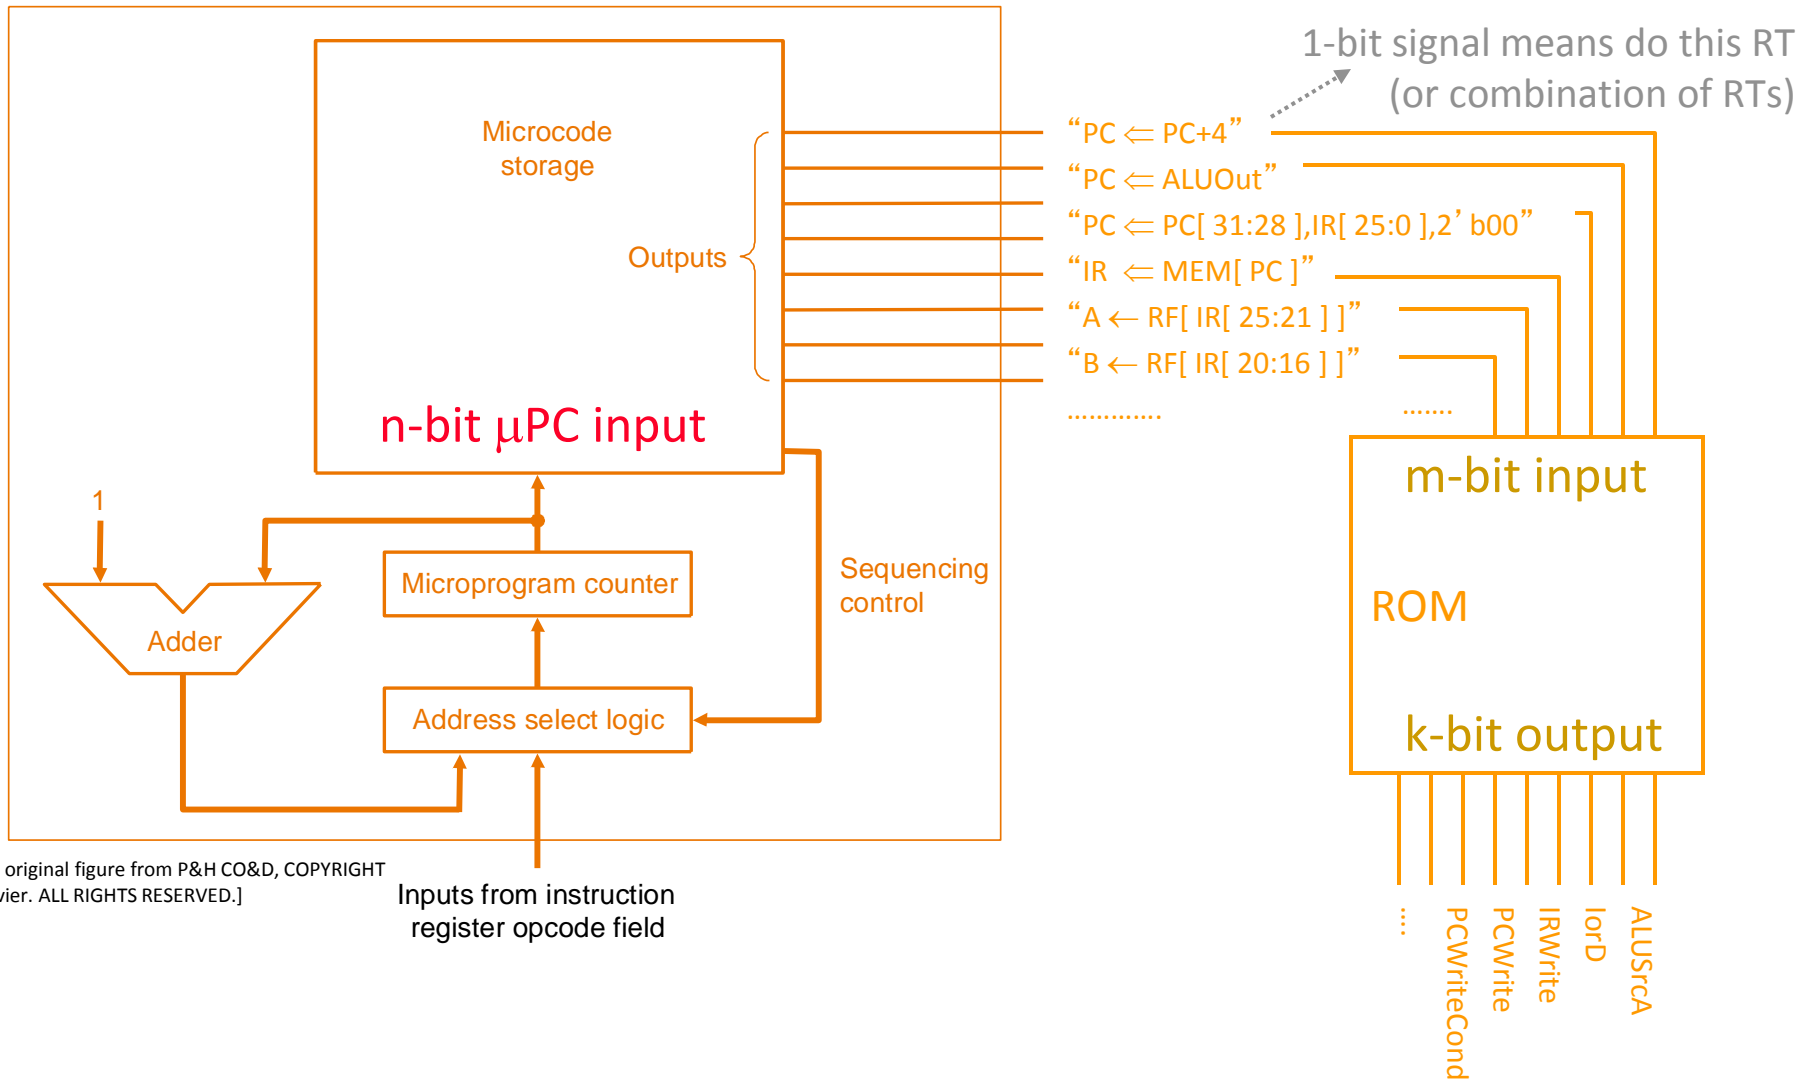 1-bit signal means do this RT
(or combination of RTs)
Microcode
storage
Outputs
n-bit μPC input
“PC ⇐ PC+4”
“PC ⇐ ALUOut”
“PC ⇐ PC[ 31:28 ],IR[ 25:0 ],2’ b00”
“IR ⇐ MEM[ PC ]”
“A ← RF[ IR[ 25:21 ] ]”
“B ← RF[ IR[ 20:16 ] ]”
.............
.......
1
Adder
Microprogram counter
Address select logic
Sequencing
control
m-bit input
ROM
k-bit output
original figure from P&H CO&D, COPYRIGHT
vier. ALL RIGHTS RESERVED.]
Inputs from instruction
register opcode field
....
PCWriteCond
PCWrite
IRWrite
IorD
ALUSrcA